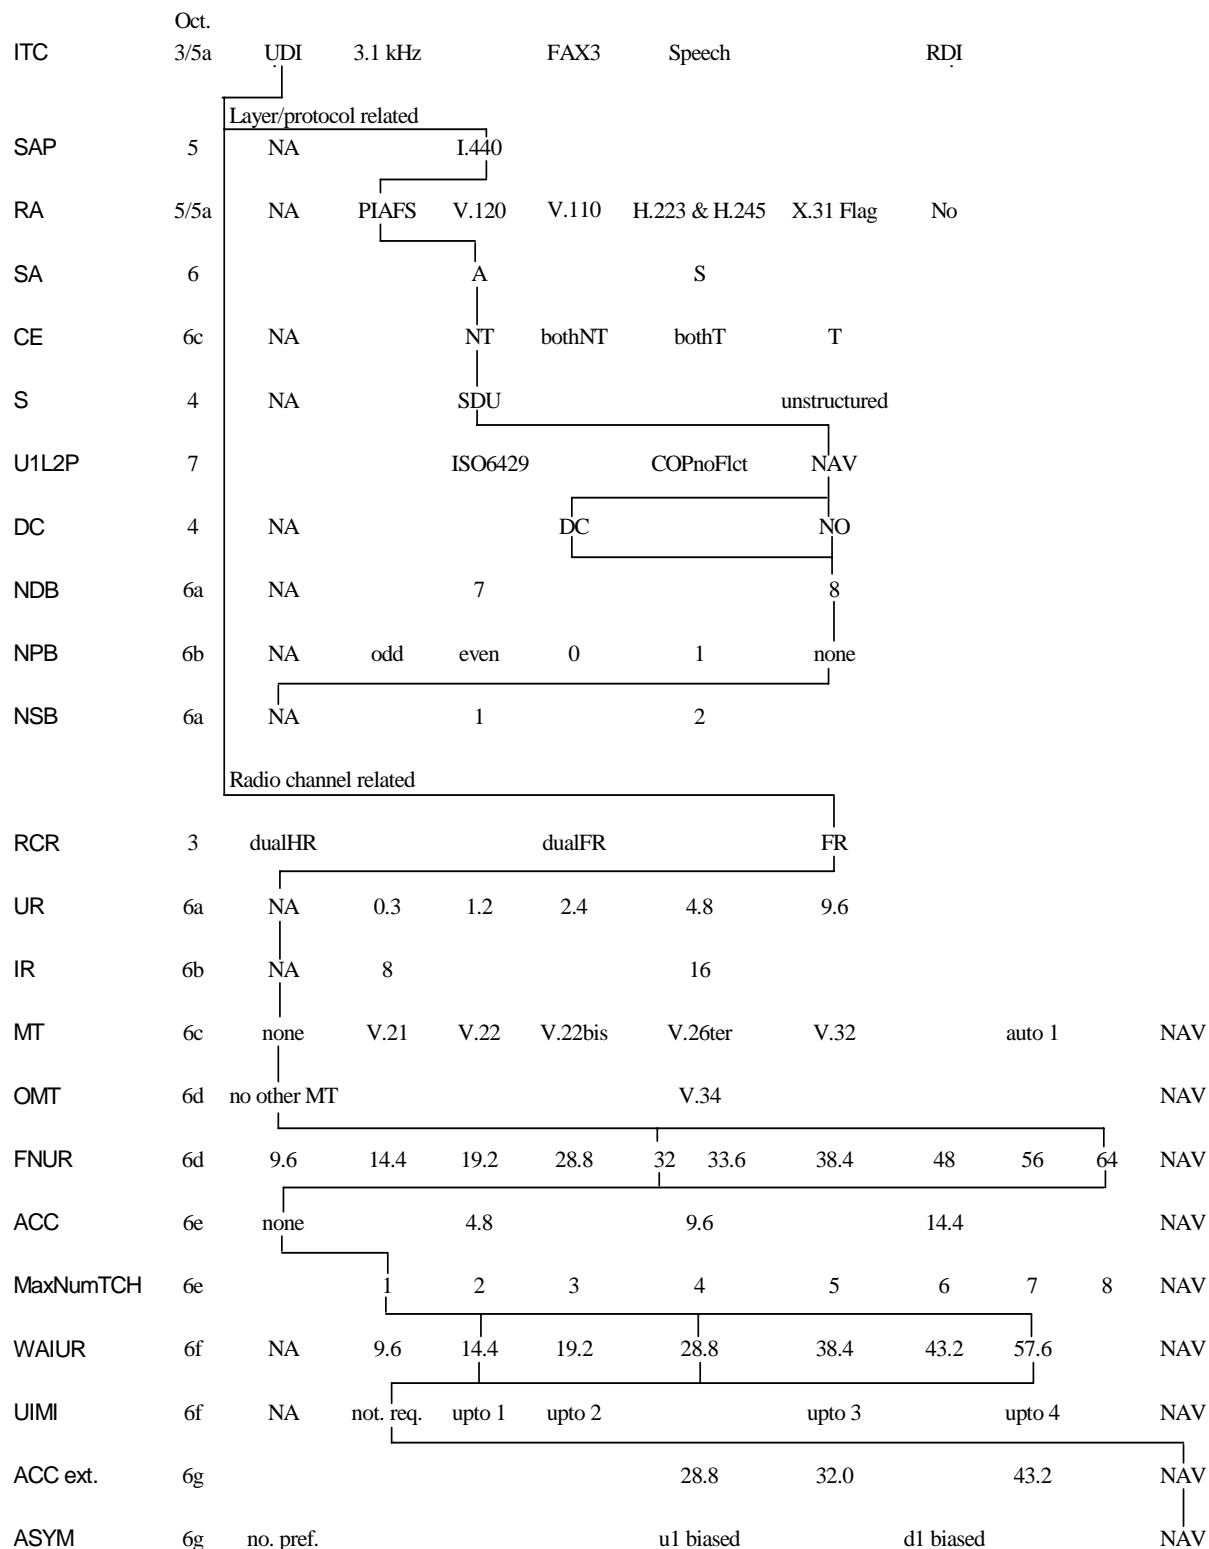 Oct.
ITC 3/5a UDI 3.1 kHz FAX3 Speech RDI
Layer/protocol related
SAP 5 NA I.440
RA 5/5a NA PIAFS V.120 V.110 H.223 & H.245 X.31 Flag No
SA 6 A S
CE 6c NA NT bothNT bothT T
S 4 NA SDU unstructured
U1L2P 7 ISO6429 COPnoFlct NAV
DC 4 NA DC NO
NDB 6a NA 7 8
NPB 6b NA odd even 0 1 none
NSB 6a NA 1 2
Radio channel related
RCR 3 dualHR dualFR FR
UR 6a NA 0.3 1.2 2.4 4.8 9.6
IR 6b NA 8 16
MT 6c none V.21 V.22 V.22bis V.26ter V.32 auto 1 NAV
OMT 6d no other MT V.34 NAV
FNUR 6d 9.6 14.4 19.2 28.8 32 33.6 38.4 48 56 64 NAV
ACC 6e none 4.8 9.6 14.4 NAV
MaxNumTCH 6e 1 2 3 4 5 6 7 8 NAV
WAIUR 6f NA 9.6 14.4 19.2 28.8 38.4 43.2 57.6 NAV
UIMI 6f NA not. req. upto 1 upto 2 upto 3 upto 4 NAV
ACC ext. 6g 28.8 32.0 43.2 NAV
ASYM 6g no. pref. u1 biased d1 biased NAV